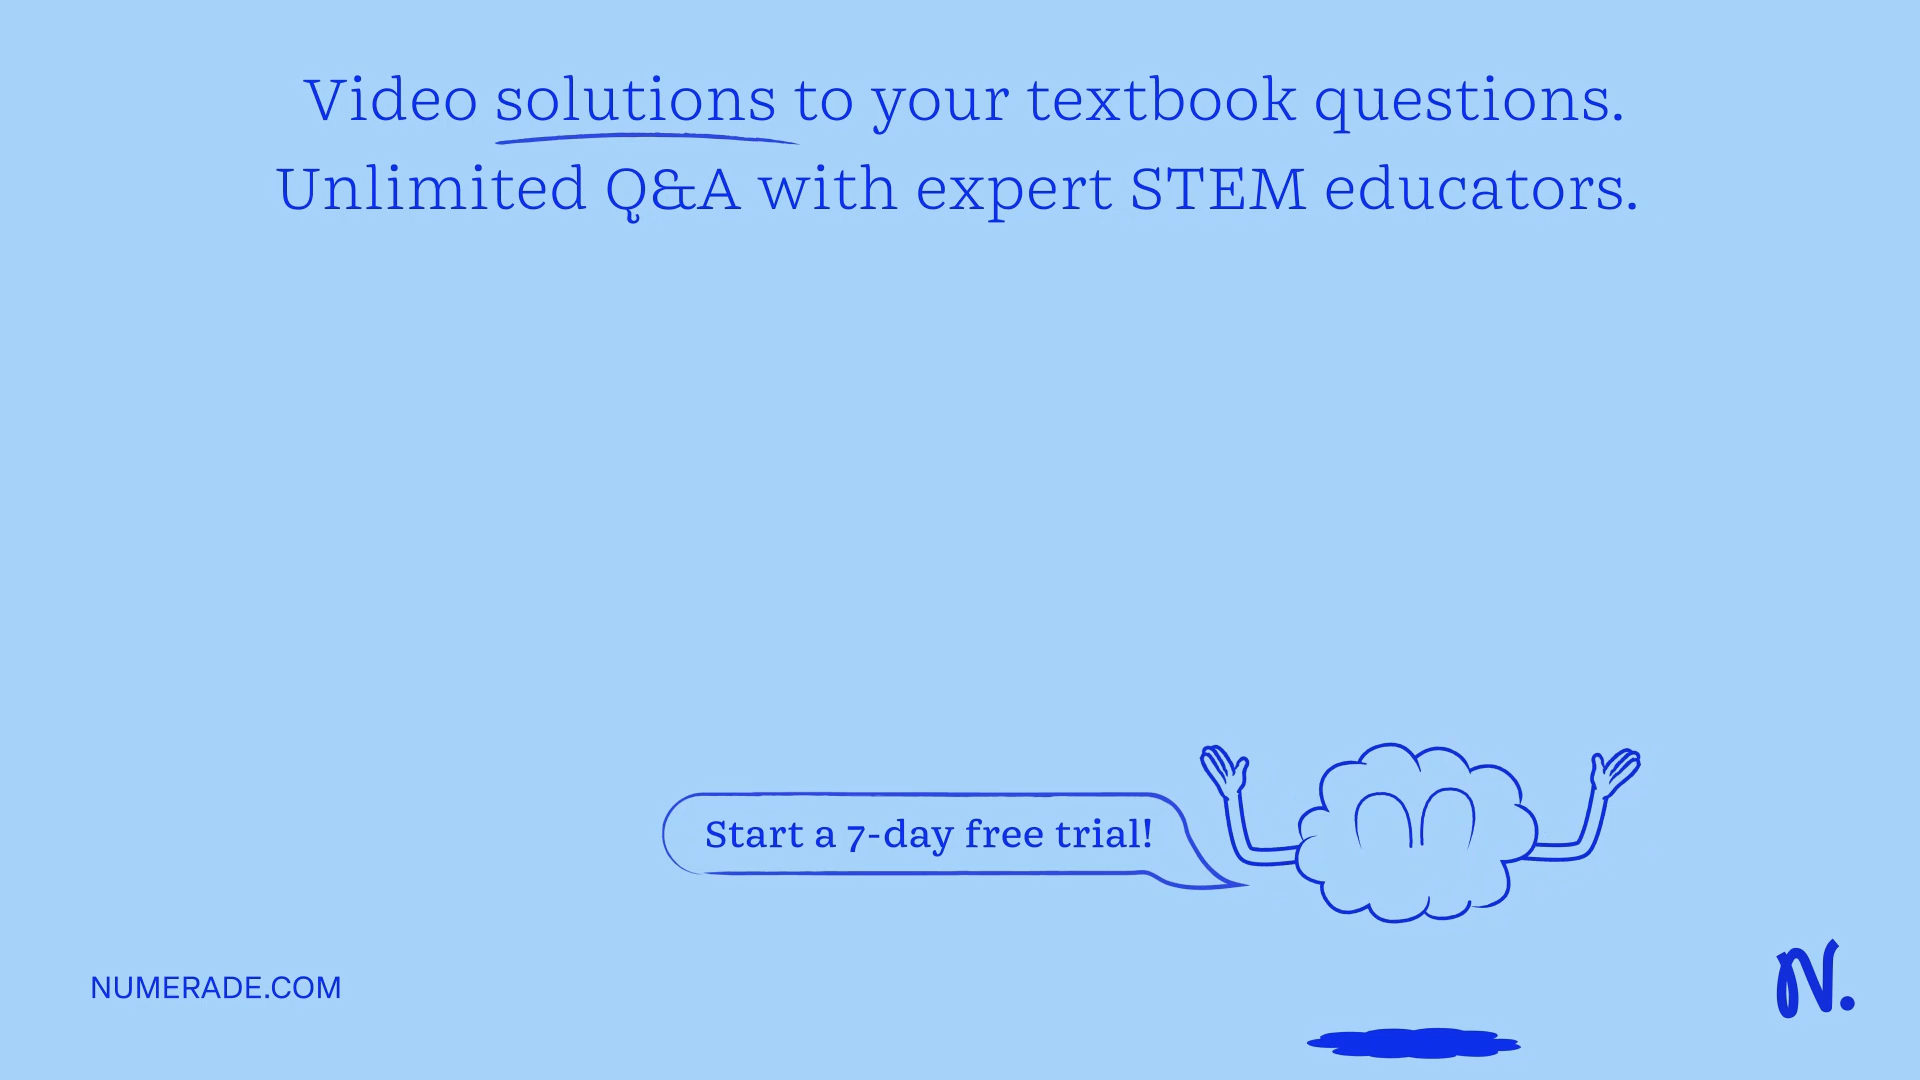 Video solutions to your textbook questions.
Unlimited Q&A with expert STEM educators.
Start a 7-day free trial!
NUMERADE.COM
N.